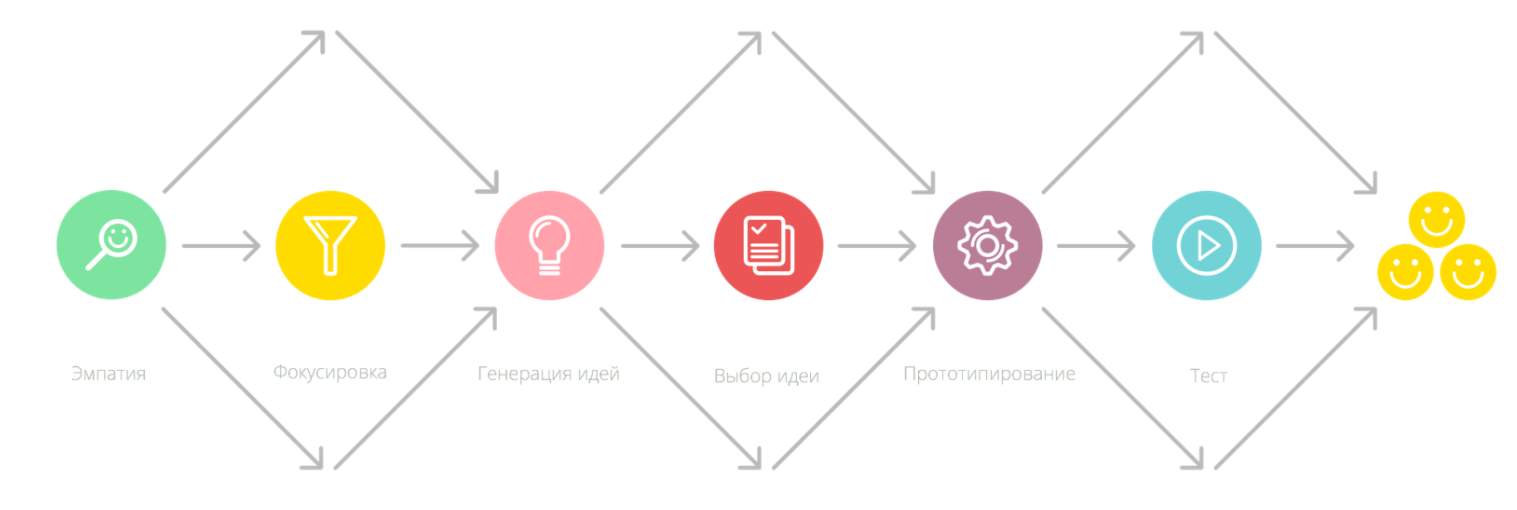 Эмпатия
Фокусировка
Генерация идей
Выбор идеи
Прототипирование
Тест